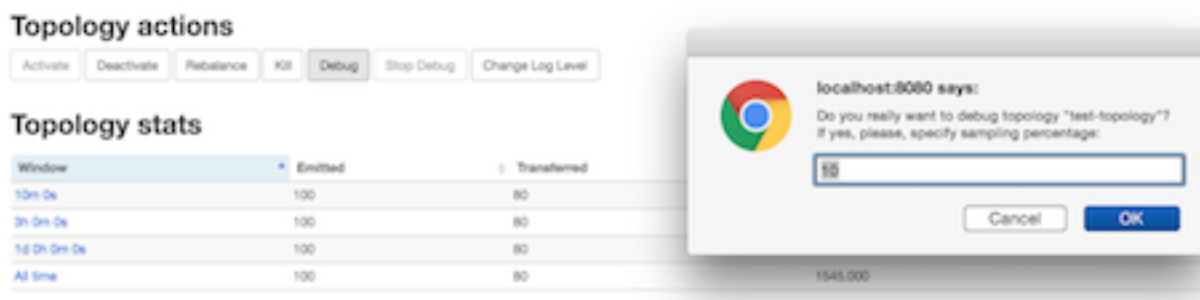 Topology actions
Activate Deactivate Rebalance Kill Debug Stop Debug Change Log Level
Topology stats
Window Emitted Transferred
10m 0s 100 80
3h 0m 0s 100 80
1d 0h 0m 0s 100 80
All time 100 80 1545.000
localhost:8080 says:
Do you really want to debug topology "test-topology"?
If yes, please, specify sampling percentage:
10
Cancel OK